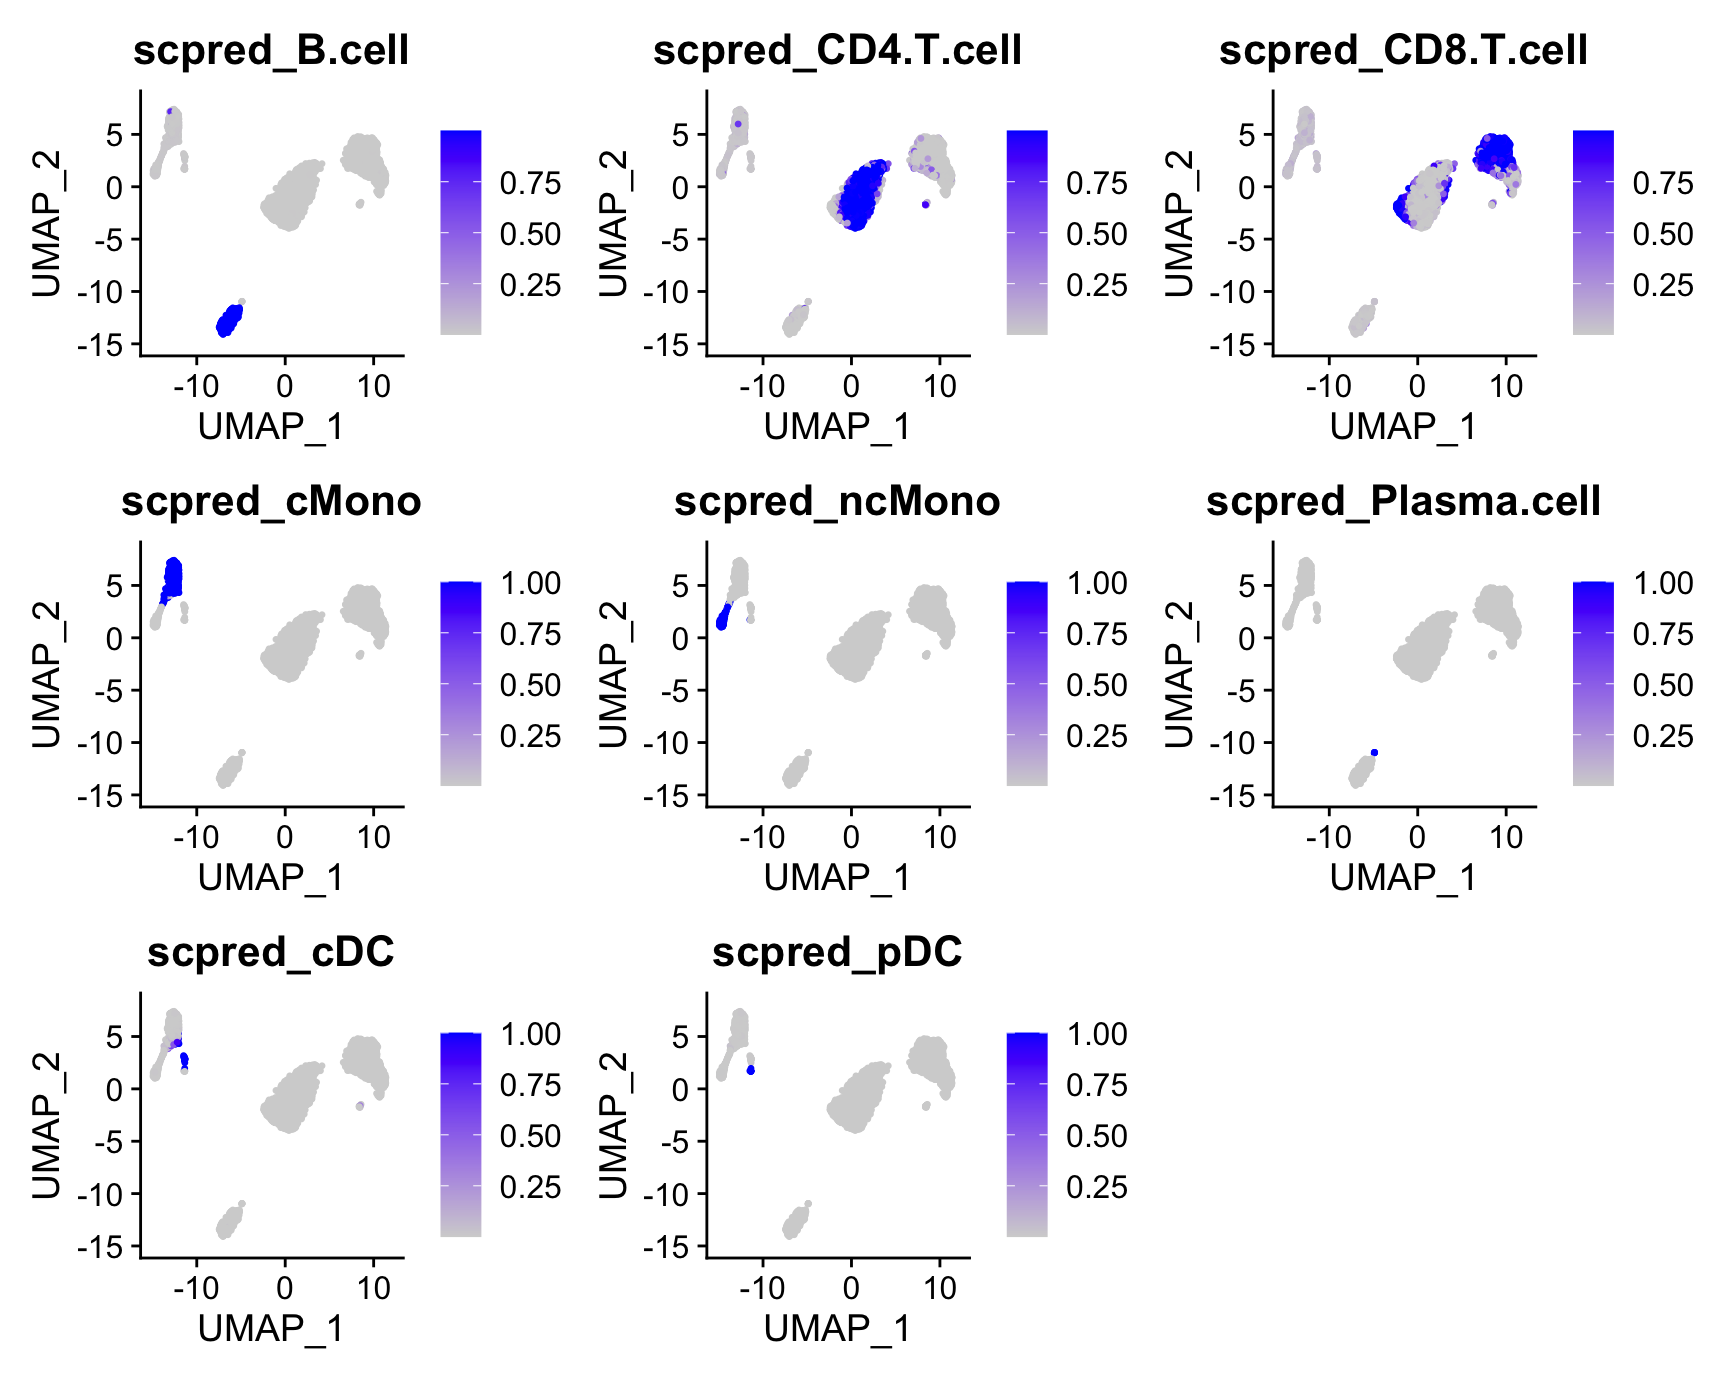 scpred_B.cell scpred_CD4.T.cell scpred_CD8.T.cell
UMAP_2 5 0 -5 -10 -15 0.75 0.50 0.25 UMAP_2 5 0 -5 -10 -15 0.75 0.50 0.25 UMAP_2 5 0 -5 -10 -15 0.75 0.50 0.25
-10 0 10 -10 0 10 -10 0 10
UMAP_1 UMAP_1 UMAP_1
scpred_cMono scpred_ncMono scpred_Plasma.cell
UMAP_2 5 0 -5 -10 -15 1.00 0.75 0.50 0.25 UMAP_2 5 0 -5 -10 -15 1.00 0.75 0.50 0.25 UMAP_2 5 0 -5 -10 -15 1.00 0.75 0.50 0.25
-10 0 10 -10 0 10 -10 0 10
UMAP_1 UMAP_1 UMAP_1
scpred_cDC scpred_pDC
UMAP_2 5 0 -5 -10 -15 1.00 0.75 0.50 0.25 UMAP_2 5 0 -5 -10 -15 1.00 0.75 0.50 0.25
-10 0 10 -10 0 10
UMAP_1 UMAP_1